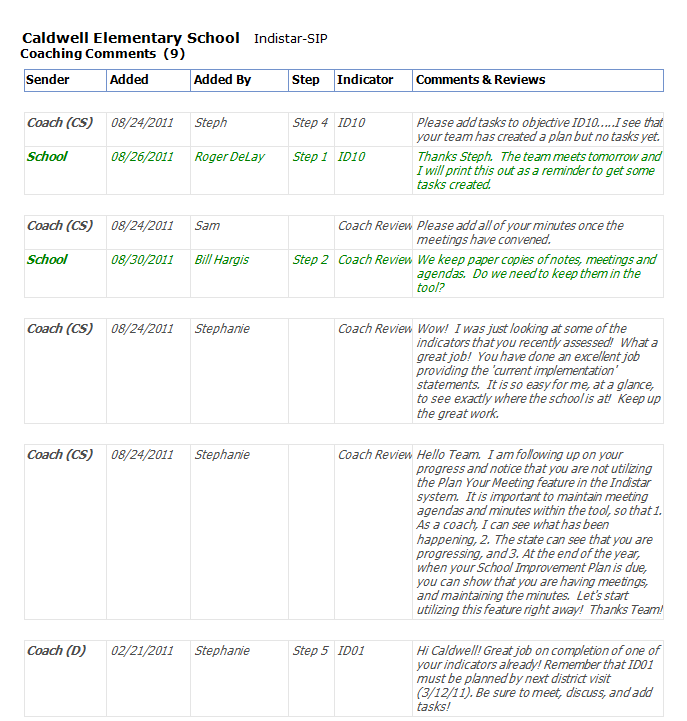 Caldwell Elementary School Indistar-SIP
Coaching Comments (9)
Sender Added Added By Step Indicator Comments & Reviews
Coach (CS) 08/24/2011 Steph Step 4 ID10 Please add tasks to objective ID10.....I see that
your team has created a plan but no tasks yet.
School 08/26/2011 Roger DeLay Step 1 ID10 Thanks Steph. The team meets tomorrow and
I will print this out as a reminder to get some
tasks created.
Coach (CS) 08/24/2011 Sam Coach Review Please add all of your minutes once the
meetings have convened.
School 08/30/2011 Bill Hargis Step 2 Coach Review We keep paper copies of notes, meetings and
agendas. Do we need to keep them in the
tool?
Coach (CS) 08/24/2011 Stephanie Coach Review Wow! I was just looking at some of the
indicators that you recently assessed! What a
great job! You have done an excellent job
providing the 'current implementation'
statements. It is so easy for me, at a glance,
to see exactly where the school is at! Keep up
the great work.
Coach (CS) 08/24/2011 Stephanie Coach Review Hello Team. I am following up on your
progress and notice that you are not utilizing
the Plan Your Meeting feature in the Indistar
system. It is important to maintain meeting
agendas and minutes within the tool, so that 1.
As a coach, I can see what has been
happening, 2. The state can see that you are
progressing, and 3. At the end of the year,
when your School Improvement Plan is due,
you can show that you are having meetings,
and maintaining the minutes. Let's start
utilizing this feature right away! Thanks Team!
Coach (D) 02/21/2011 Stephanie Step 5 ID01 Hi Caldwell! Great job on completion of one of
your indicators already! Remember that ID01
must be planned by next district visit
(3/12/11). Be sure to meet, discuss, and add
tasks!